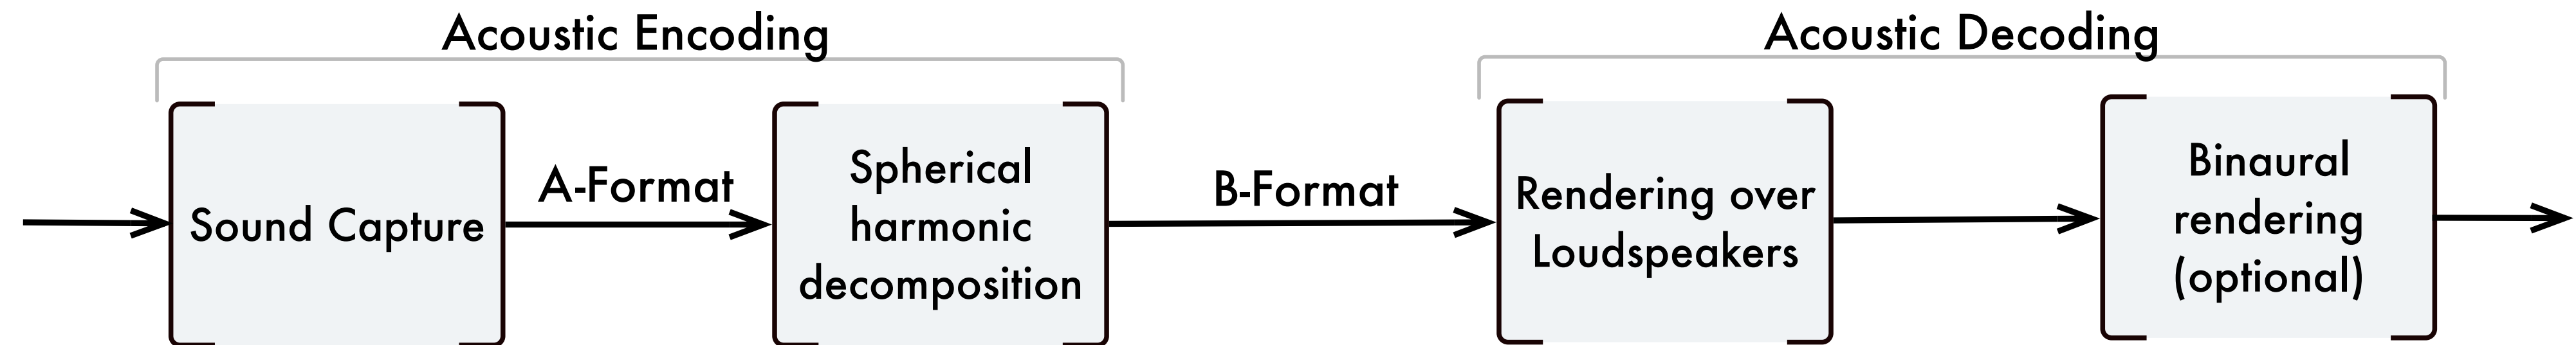 Acoustic Encoding
Acoustic Decoding
Sound Capture
A-Format
Spherical
harmonic
decomposition
B-Format
Rendering over
Loudspeakers
Binaural
rendering
(optional)